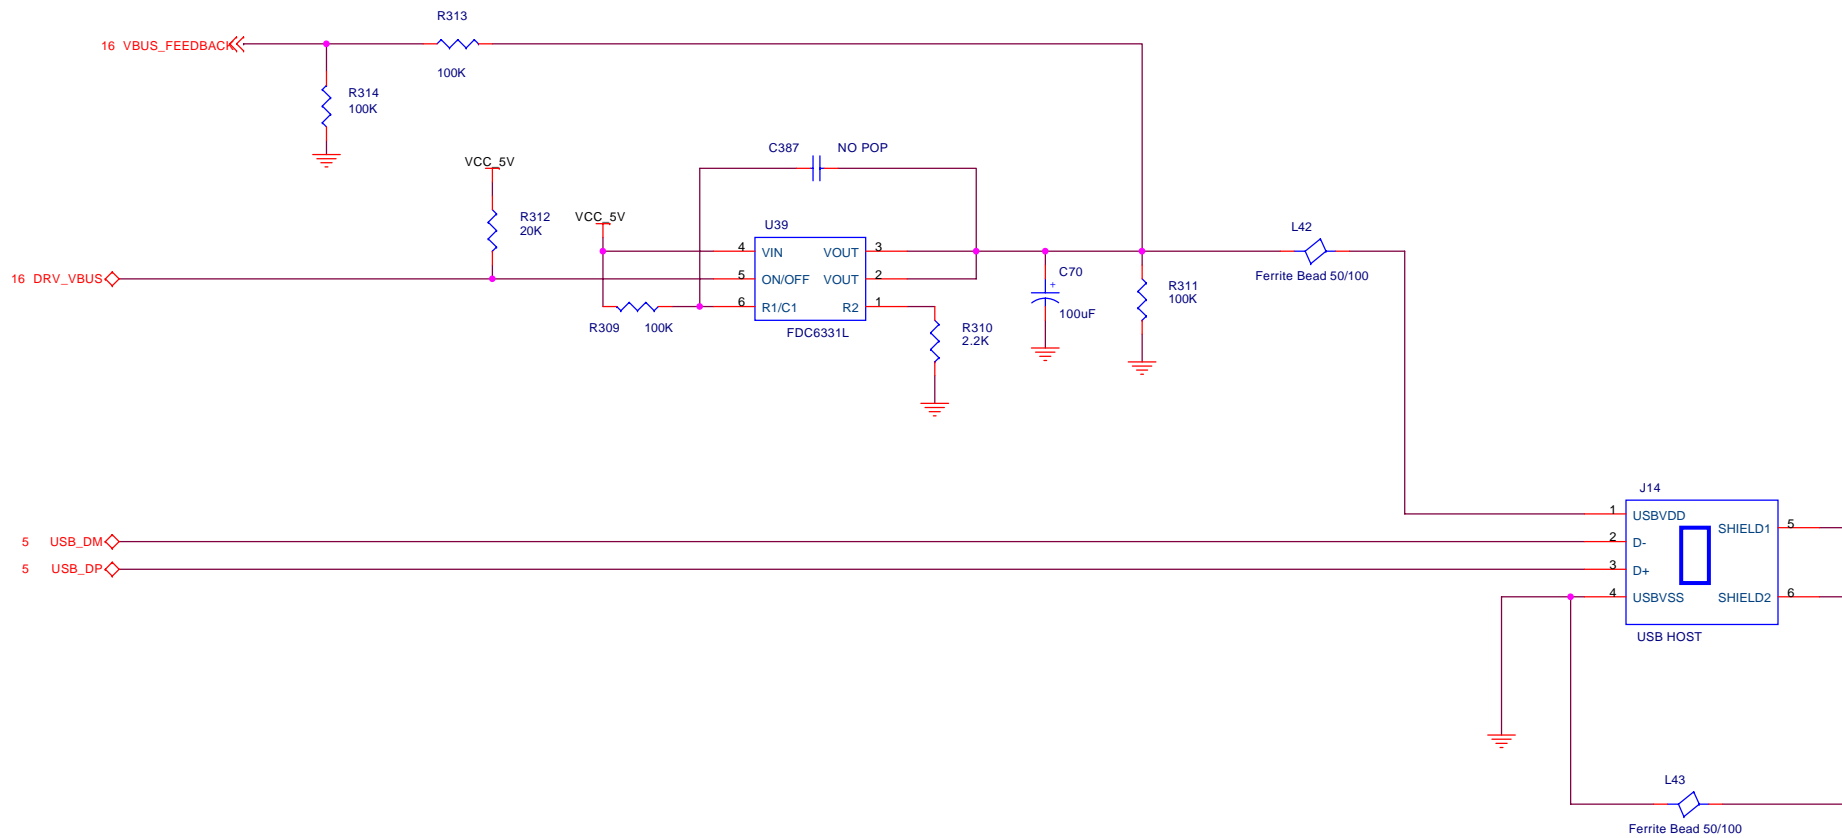 R313
16 VBUS_FEEDBACK
100K
R314
100K
C387 NO POP
VCC_5V
R312
20K
VCC_5V
U39
4 VIN VOUT 3
5 ON/OFF VOUT 2
6 R1/C1 R2 1
FDC6331L
16 DRV_VBUS
R309 100K
R310
2.2K
C70
+
100uF
R311
100K
L42
Ferrite Bead 50/100
J14
1 USBVDD
SHIELD1 5
2 D-
3 D+
4 USBVSS SHIELD2 6
USB HOST
5 USB_DM
5 USB_DP
L43
Ferrite Bead 50/100